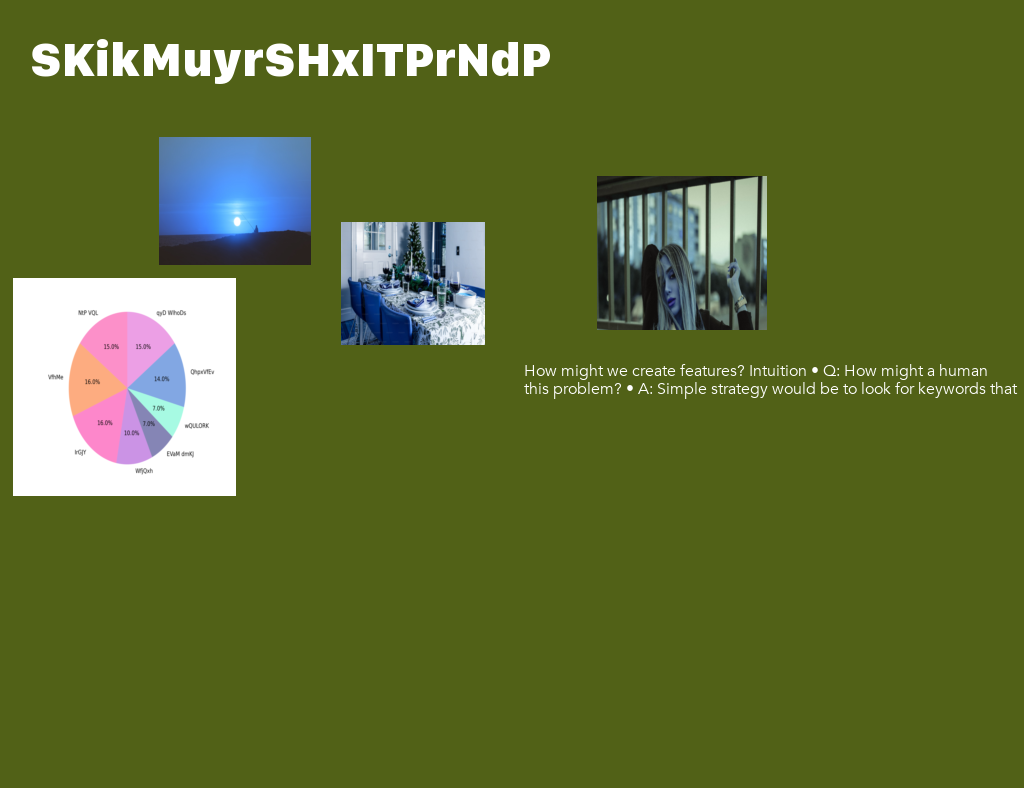 SKikMuyrSHxITPrNdP
NtP VQL
qyD WihoDs
15.0%
15.0%
VfhMe
16.0%
14.0%
QhpxVfEv
7.0%
16.0%
7.0%
10.0%
wQULORK
EVaM dmKJ
WfJQxh
How might we create features? Intuition • Q: How might a human
this problem? • A: Simple strategy would be to look for keywords that